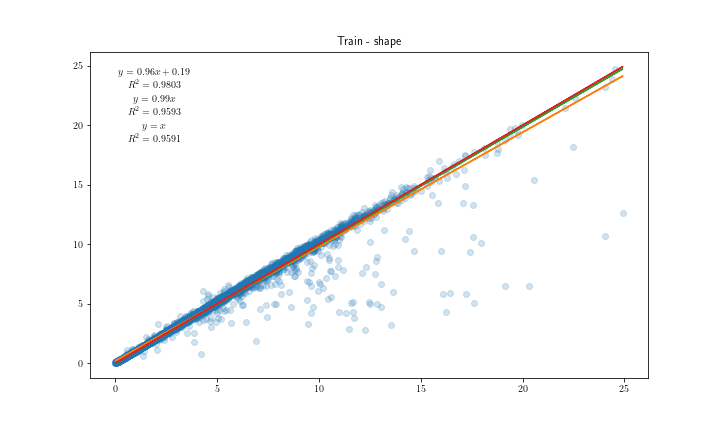 Train - shape
y = 0.96x + 0.19
R² = 0.9803
y = 0.99x
R² = 0.9593
y = x
R² = 0.9591
25
20
15
10
5
0
0 5 10 15 20 25